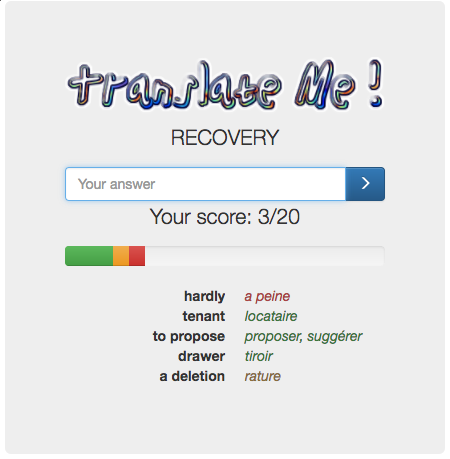 Translate Me!
RECOVERY
Your answer
Your score: 3/20
hardly a peine
tenant locataire
to propose proposer, suggérer
drawer tiroir
a deletion rature